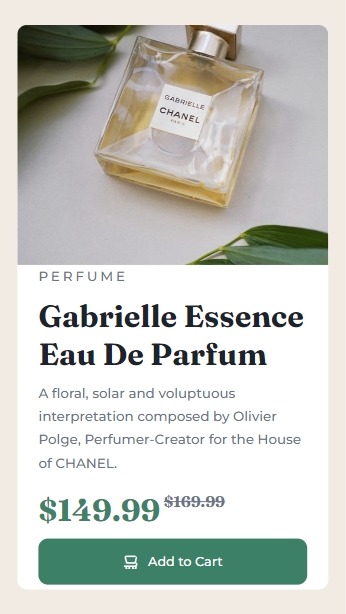 GABRIELLE
CHANEL
PARIS
PERFUME
Gabrielle Essence
Eau De Parfum
A floral, solar and voluptuous
interpretation composed by Olivier
Polge, Perfumer-Creator for the House
of CHANEL.
$149.99 $169.99
Add to Cart